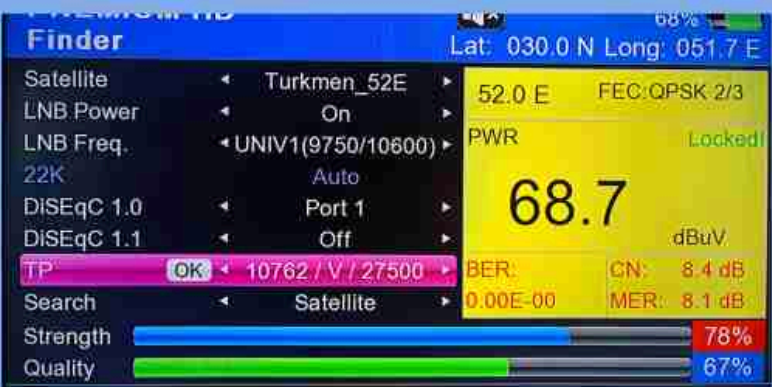 PREMIUM HD
68%
Finder
Lat: 030.0 N Long: 051.7 E
Satellite Turkmen_52E
LNB Power On
LNB Freq. UNIV1(9750/10600)
22K Auto
DiSEqC 1.0 Port 1
DiSEqC 1.1 Off
TP OK 10762 / V / 27500
Search Satellite
52.0 E FEC:QPSK 2/3
PWR Locked!
68.7
dBuV
BER: CN: 8.4 dB
0.00E-00 MER: 8.1 dB
Strength 78%
Quality 67%